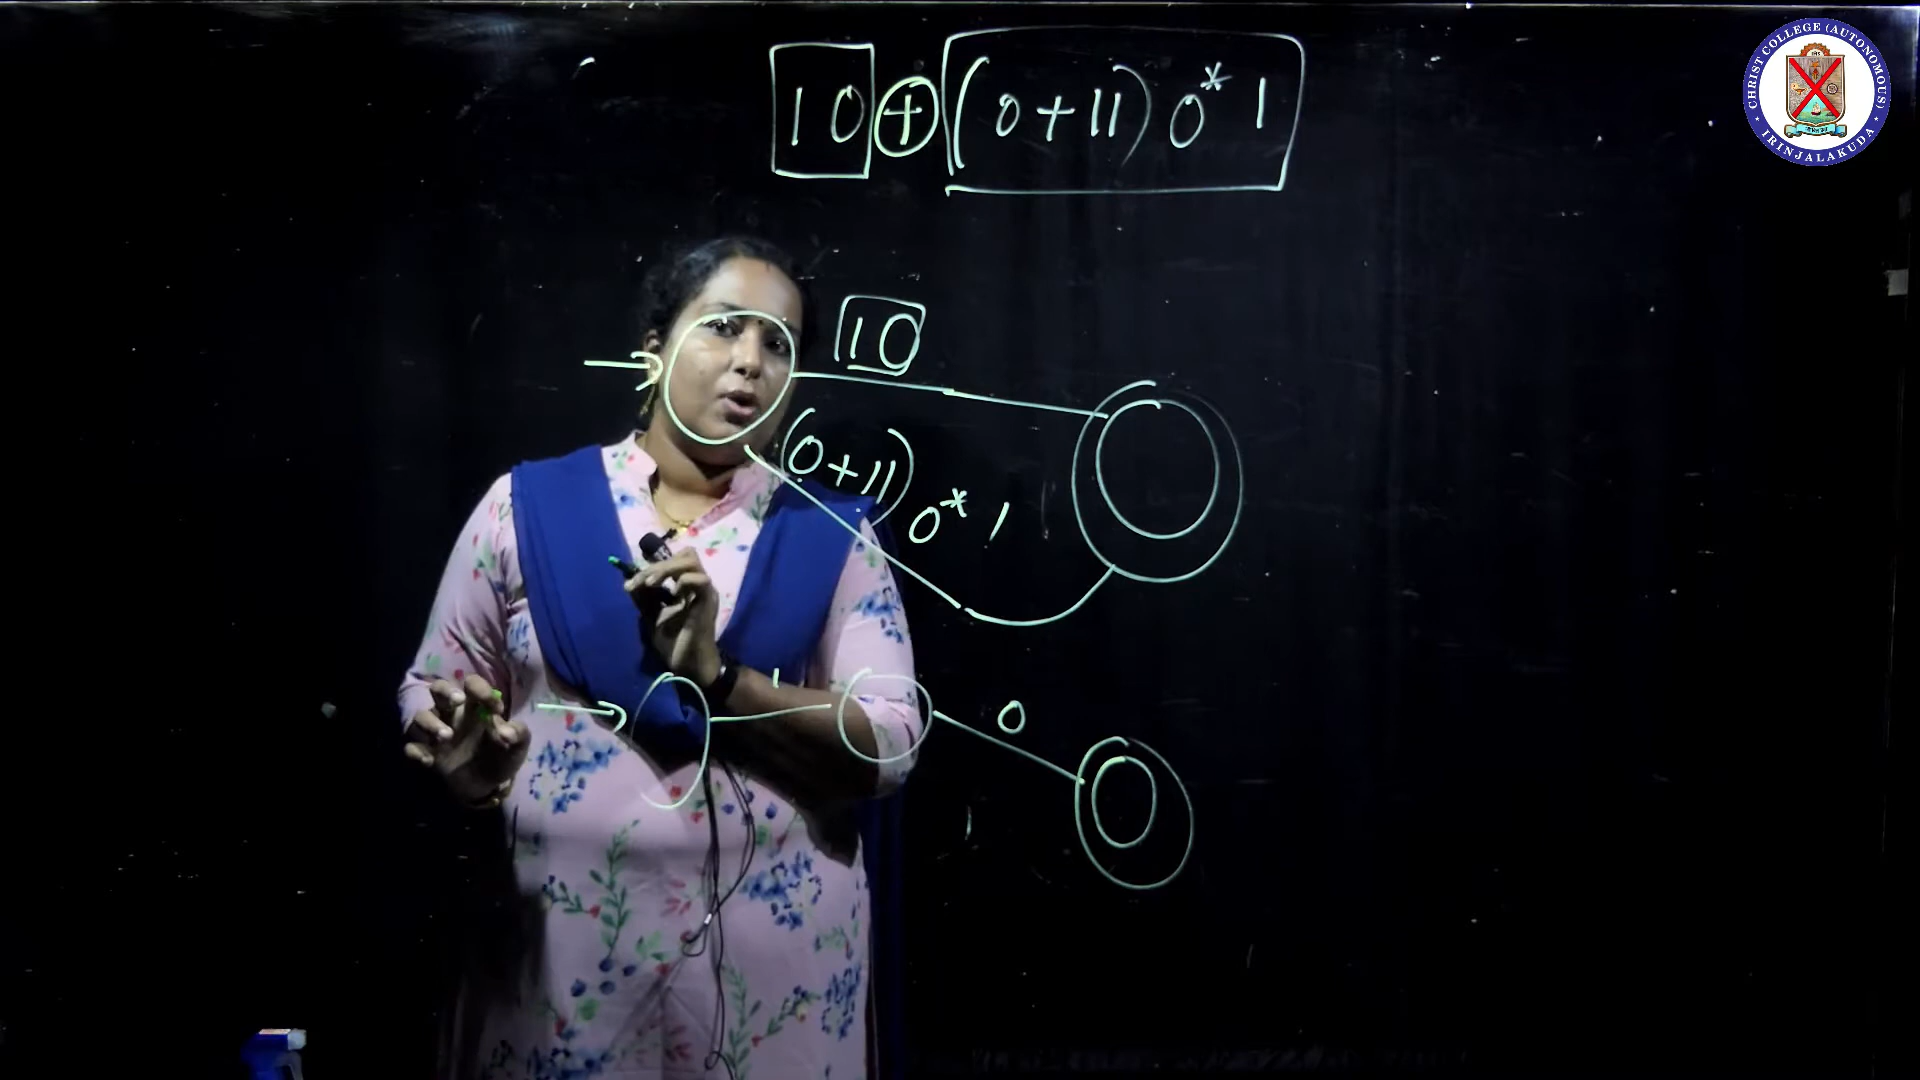 10 + (0+11) 0* 1
CHRIST COLLEGE (AUTONOMOUS)
IRINJALAKUDA
10
(0+11) 0* 1
1
0